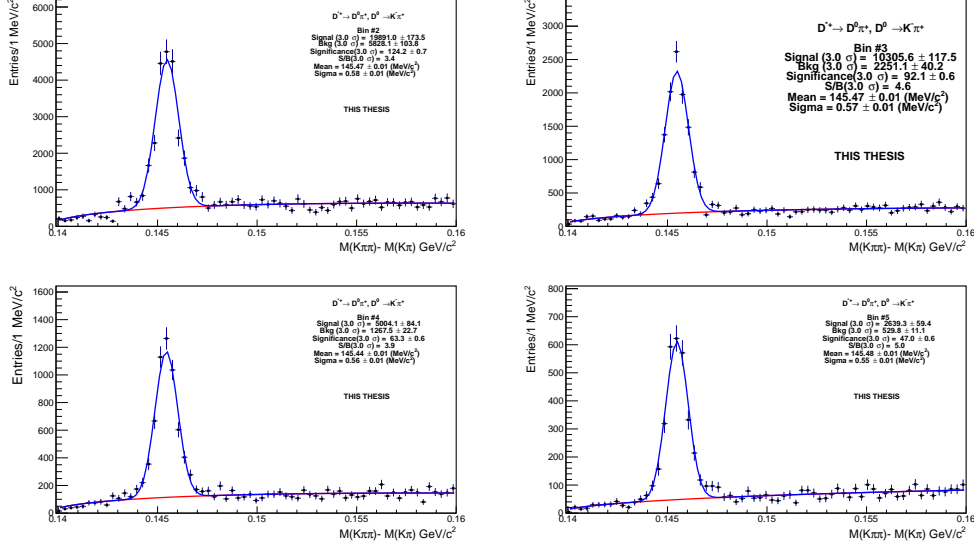 Entries/1 MeV/c²
6000
5000
4000
3000
2000
1000
0
D*⁺→ D⁰π⁺, D⁰ →K⁻π⁺
Bin#2
Signal (3.0 σ) = 19891.0 ± 173.5
Bkg (3.0 σ) = 5828.1 ± 103.8
Significance (3.0 σ) = 124.2 ± 0.7
S/B(3.0 σ) = 3.4
Mean = 145.47 ± 0.01 (MeV/c²)
Sigma = 0.58 ± 0.01 (MeV/c²)
THIS THESIS
0.14 0.145 0.15 0.155 0.16
M(Kππ)- M(Kπ) GeV/c²
Entries/1 MeV/c²
3000
2500
2000
1500
1000
500
0
D*⁺→ D⁰π⁺, D⁰ →K⁻π⁺
Bin #3
Signal (3.0 σ) = 10305.6 ± 117.5
Bkg (3.0 σ) = 2251.1 ± 40.2
Significance (3.0 σ) = 92.1 ± 0.6
S/B(3.0 σ) = 4.6
Mean = 145.47 ± 0.01 (MeV/c²)
Sigma = 0.57 ± 0.01 (MeV/c²)
THIS THESIS
0.14 0.145 0.15 0.155 0.16
M(Kππ)- M(Kπ) GeV/c²
Entries/1 MeV/c²
1600
1400
1200
1000
800
600
400
200
0
D*⁺→ D⁰π⁺, D⁰ →K⁻π⁺
Bin#4
Signal (3.0 σ) = 5004.1 ± 84.1
Bkg (3.0 σ) = 1267.5 ± 22.7
Significance(3.0 σ) = 63.3 ± 0.6
S/B(3.0 σ) = 3.9
Mean = 145.44 ± 0.01 (MeV/c²)
Sigma = 0.56 ± 0.01 (MeV/c²)
THIS THESIS
0.14 0.145 0.15 0.155 0.16
M(Kππ)- M(Kπ) GeV/c²
Entries/1 MeV/c²
800
700
600
500
400
300
200
100
0
D*⁺→ D⁰π⁺, D⁰ →K⁻π⁺
Bin #5
Signal (3.0 σ) = 2639.3 ± 59.4
Bkg (3.0 σ) = 529.8 ± 11.1
Significance (3.0 σ) = 47.0 ± 0.6
S/B(3.0 σ) = 5.0
Mean = 145.48 ± 0.01 (MeV/c²)
Sigma = 0.55 ± 0.01 (MeV/c²)
THIS THESIS
0.14 0.145 0.15 0.155 0.16
M(Kππ)- M(Kπ) GeV/c²